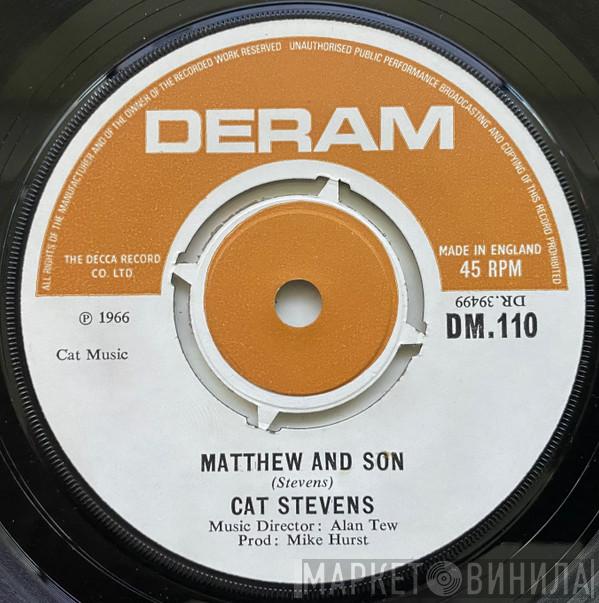 ALL RIGHTS OF THE MANUFACTURER AND OF THE OWNER OF THE RECORDED WORK RESERVED UNAUTHORISED PUBLIC PERFORMANCE BROADCASTING AND COPYING OF THIS RECORD PROHIBITED
DERAM
THE DECCA RECORD
CO. LTD
MADE IN ENGLAND
45 RPM
DR.39499
℗ 1966
DM.110
Cat Music
MATTHEW AND SON
(Stevens)
CAT STEVENS
Music Director: Alan Tew
Prod: Mike Hurst
МАРКЕТ ВИНИЛА